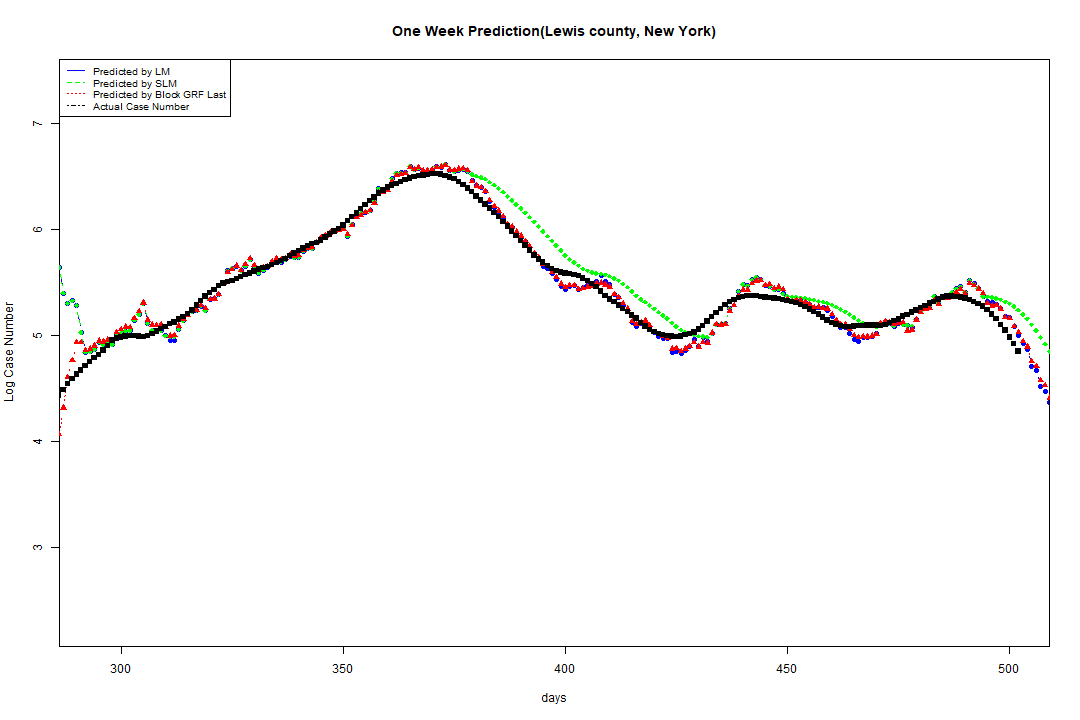 One Week Prediction(Lewis county, New York)
Predicted by LM
Predicted by SLM
Predicted by Block GRF Last
Actual Case Number
7
6
5
4
3
Log Case Number
300 350 400 450 500
days